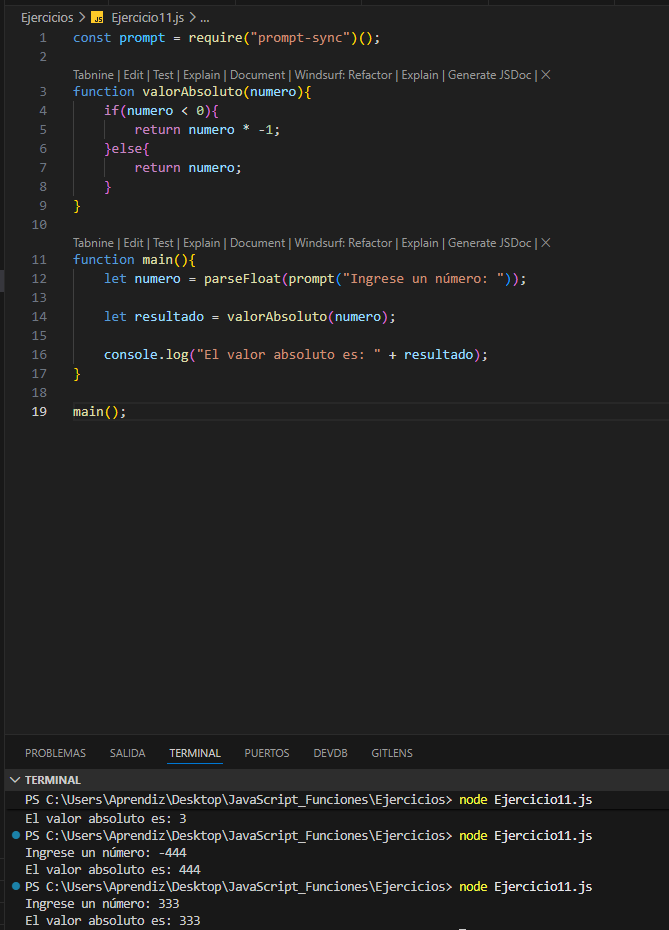 Ejercicios > JS Ejercicio11.js > ...
1 const prompt = require("prompt-sync")();
2
Tabnine | Edit | Test | Explain | Document | Windsurf: Refactor | Explain | Generate JSDoc | X
3 function valorAbsoluto(numero){
4     if(numero < 0){
5         return numero * -1;
6     }else{
7         return numero;
8     }
9 }
10
Tabnine | Edit | Test | Explain | Document | Windsurf: Refactor | Explain | Generate JSDoc | X
11 function main(){
12     let numero = parseFloat(prompt("Ingrese un número: "));
13
14     let resultado = valorAbsoluto(numero);
15
16     console.log("El valor absoluto es: " + resultado);
17 }
18
19 main();
PROBLEMAS SALIDA TERMINAL PUERTOS DEVDB GITLENS
TERMINAL
PS C:\Users\Aprendiz\Desktop\JavaScript_Funciones\Ejercicios> node Ejercicio11.js
El valor absoluto es: 3
PS C:\Users\Aprendiz\Desktop\JavaScript_Funciones\Ejercicios> node Ejercicio11.js
Ingrese un número: -444
El valor absoluto es: 444
PS C:\Users\Aprendiz\Desktop\JavaScript_Funciones\Ejercicios> node Ejercicio11.js
Ingrese un número: 333
El valor absoluto es: 333